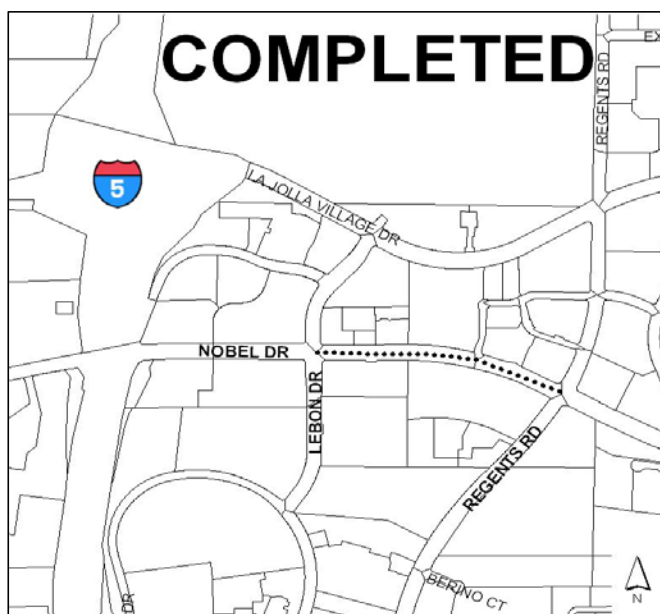 COMPLETED
EX
REGENTS RD
5
LA JOLLA VILLAGE DR
NOBEL DR
LEBON DR
REGENTS RD
BERINO CT
DR
N